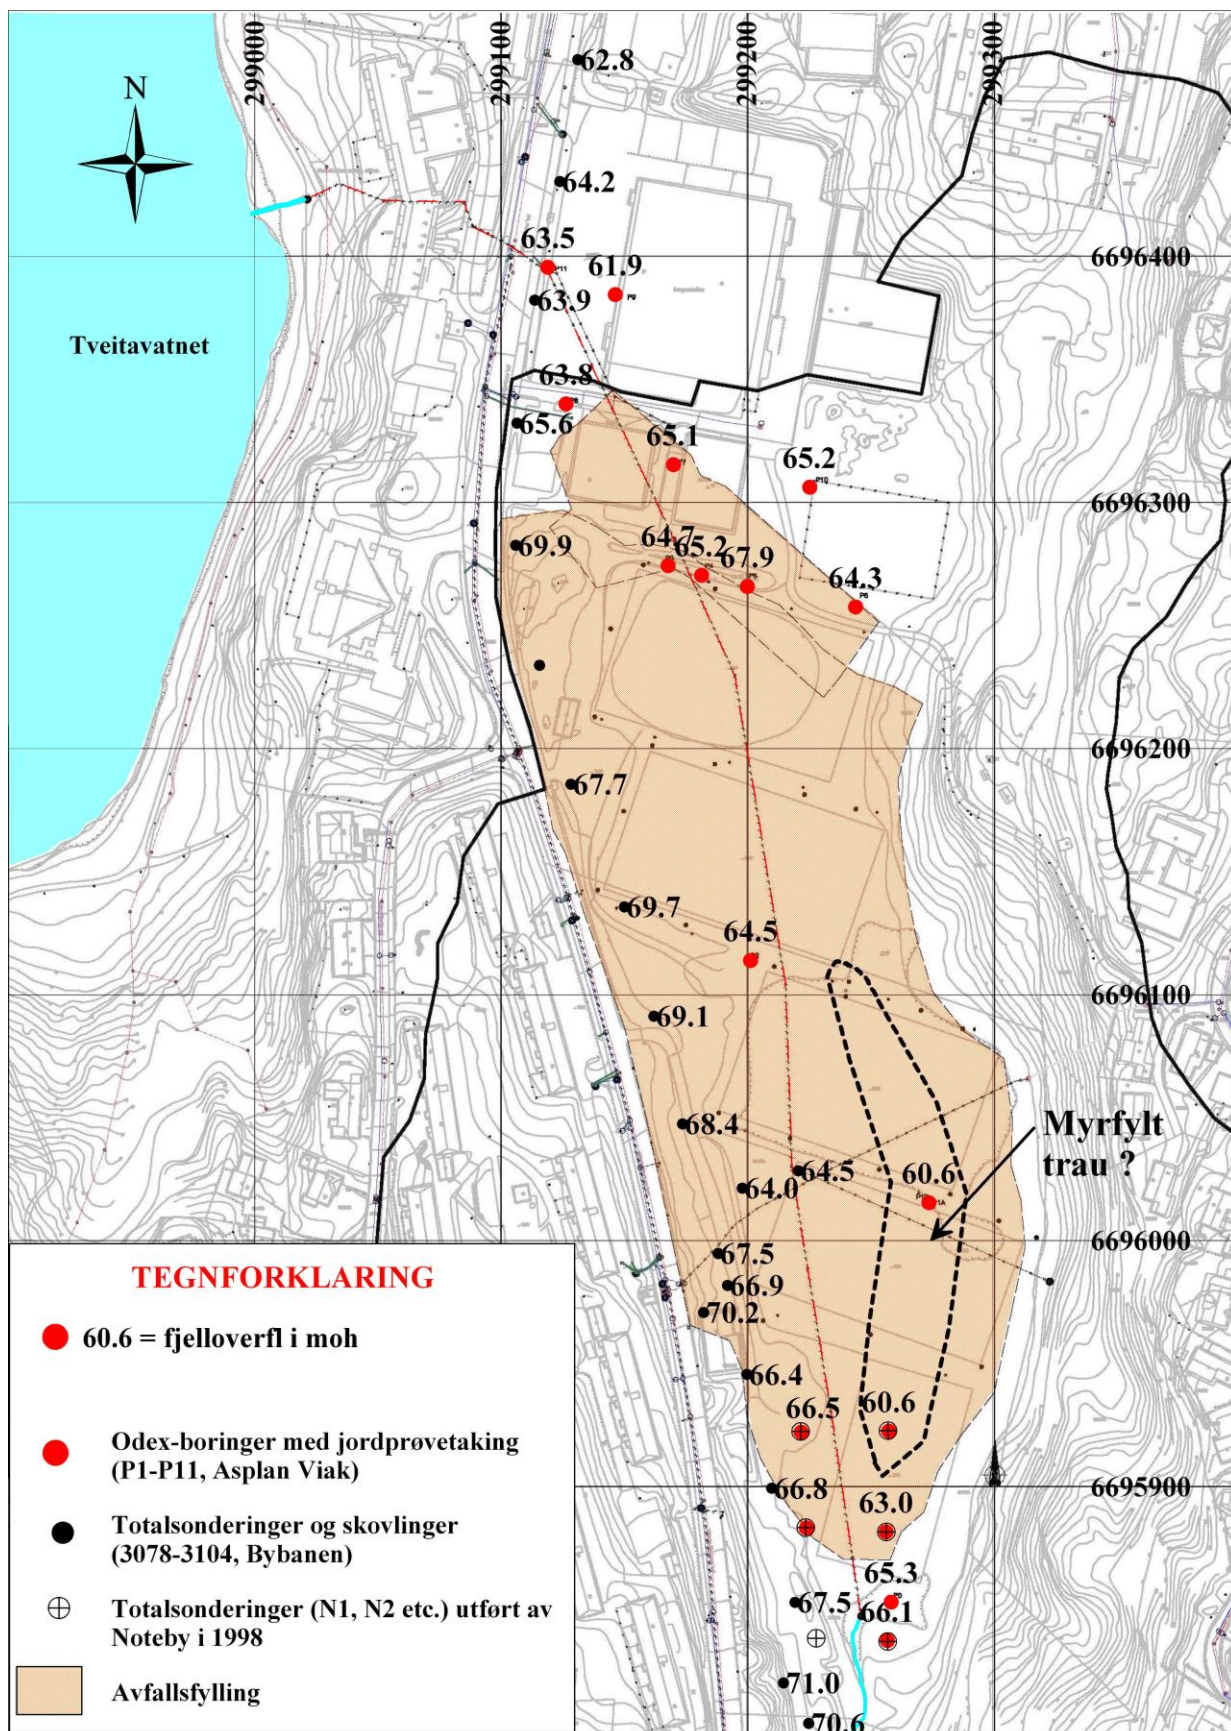 299000
299100
299200
299300
62.8
N
64.2
63.5
P11
6696400
61.9
P9
63.9
Tveitavatnet
63.8
65.6
65.1
65.2
P10
6696300
64.7
69.9
65.2
67.9
64.3
P6
6696200
67.7
69.7
64.5
6696100
69.1
68.4
Myrfylt
trau ?
64.5
60.6
64.0
6696000
67.5
66.9
70.2
66.4
66.5
60.6
66.8
6695900
63.0
65.3
67.5
66.1
71.0
70.6
TEGNFORKLARING
60.6 = fjelloverfl i moh
Odex-boringer med jordprøvetaking
(P1-P11, Asplan Viak)
Totalsonderinger og skovlinger
(3078-3104, Bybanen)
Totalsonderinger (N1, N2 etc.) utført av
Noteby i 1998
Avfallsfylling